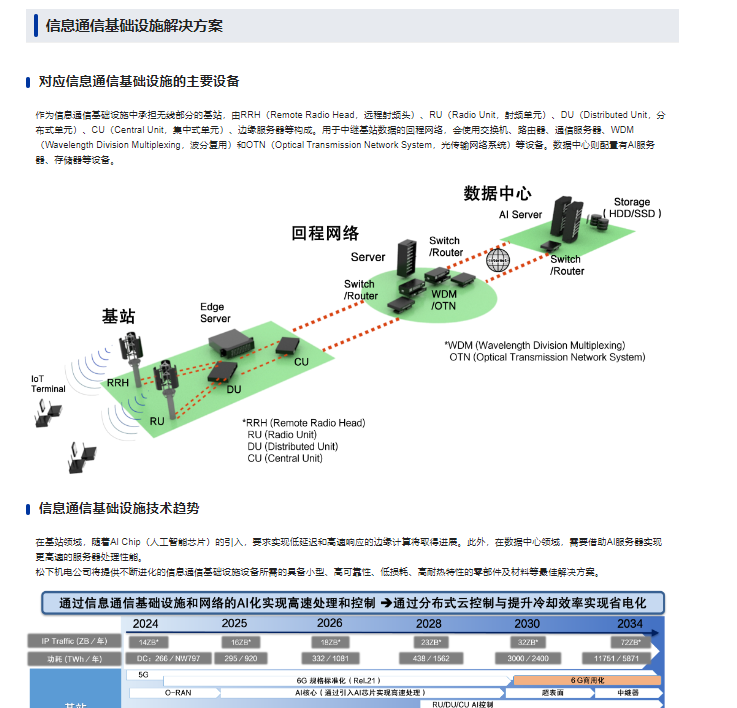 信息通信基础设施解决方案
对应信息通信基础设施的主要设备
作为信息通信基础设施中承担无线部分的基站，由RRH（Remote Radio Head，远程射频头）、RU（Radio Unit，射频单元）、DU（Distributed Unit，分
布式单元）、CU（Central Unit，集中式单元）、边缘服务器等构成。用于中继基站数据的回程网络，会使用交换机、路由器、通信服务器、WDM
（Wavelength Division Multiplexing，波分复用）和OTN（Optical Transmission Network System，光传输网络系统）等设备。数据中心则配置有AI服务
器、存储器等设备。
数据中心
AI Server
Storage
( HDD/SSD )
Switch
/Router
回程网络
Server
Switch
/Router
Switch
/Router
WDM
/OTN
*WDM (Wavelength Division Multiplexing)
OTN (Optical Transmission Network System)
基站
Edge
Server
CU
DU
RRH
RU
IoT
Terminal
*RRH (Remote Radio Head)
RU (Radio Unit)
DU (Distributed Unit)
CU (Central Unit)
信息通信基础设施技术趋势
在基站领域，随着AI Chip（人工智能芯片）的引入，要求实现低延迟和高速响应的边缘计算将取得进展。此外，在数据中心领域，需要借助AI服务器实现
更高速的服务器处理性能。
松下机电公司将提供不断进化的信息通信基础设施设备所需的具备小型、高可靠性、低损耗、高耐热特性的零部件及材料等最佳解决方案。
通过信息通信基础设施和网络的AI化实现高速处理和控制 ➔通过分布式云控制与提升冷却效率实现省电化
2024 2025 2026 2028 2030 2034
IP Traffic (ZB／年) 14ZB* 16ZB* 18ZB* 23ZB* 32ZB* 72ZB*
功耗 (TWh／年) DC：266／NW797 295／920 332／1081 438／1562 3000／2400 11751／5871
5G 6G 规格标准化（Rel.21） 6G商用化
O-RAN AI核心（通过引入AI芯片实现高速处理） 超表面 中继器
基站
RU/DU/CU AI控制